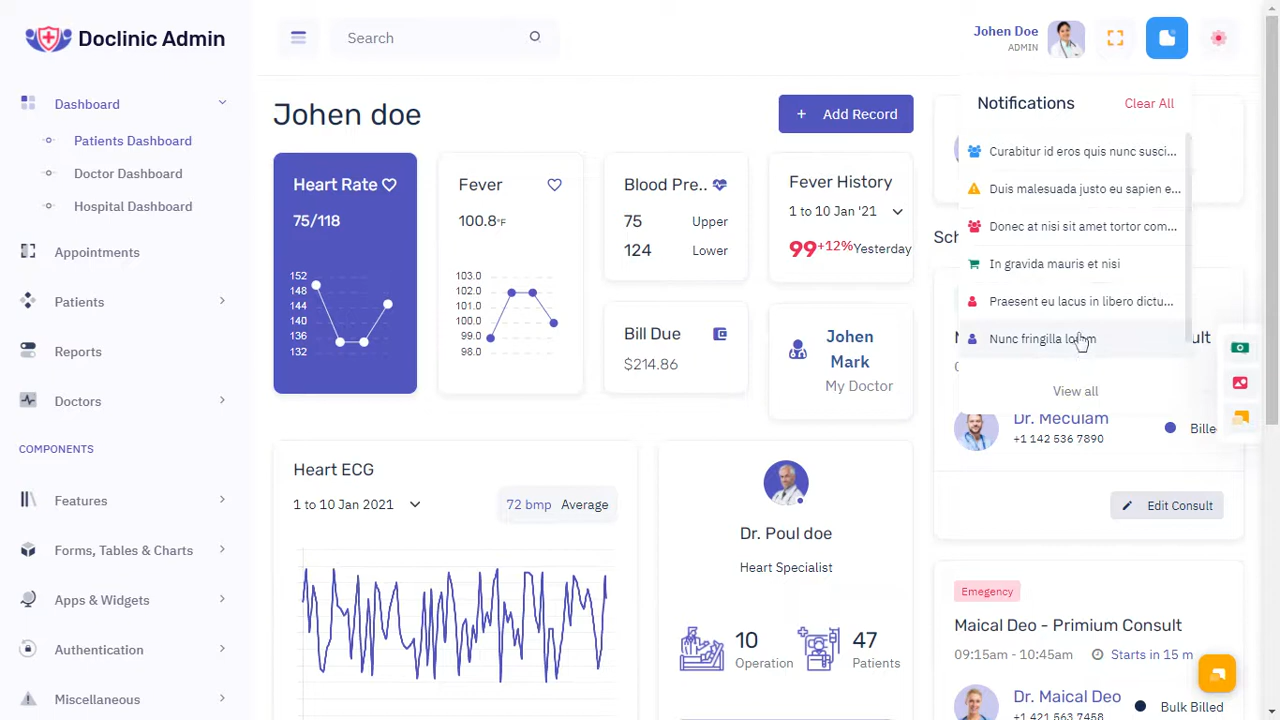 Doclinic Admin
Search
Johen Doe
ADMIN
Dashboard
Patients Dashboard
Doctor Dashboard
Hospital Dashboard
Appointments
Patients
Reports
Doctors
COMPONENTS
Features
Forms, Tables & Charts
Apps & Widgets
Authentication
Miscellaneous
Johen doe
+ Add Record
Heart Rate
75/118
152
148
144
140
136
132
Fever
100.8°F
103.0
102.0
101.0
100.0
99.0
98.0
Blood Pre..
75 Upper
124 Lower
Bill Due
$214.86
Fever History
1 to 10 Jan '21
99 +12% Yesterday
Johen
Mark
My Doctor
Heart ECG
1 to 10 Jan 2021
72 bmp Average
Dr. Poul doe
Heart Specialist
10
Operation
47
Patients
Notifications
Clear All
Curabitur id eros quis nunc susci...
Duis malesuada justo eu sapien e...
Donec at nisi sit amet tortor com...
In gravida mauris et nisi
Praesent eu lacus in libero dictu...
Nunc fringilla
View all
Dr. Meculam
+1 142 536 7890
Edit Consult
Emegency
Maical Deo - Primium Consult
09:15am - 10:45am
Starts in 15 m
Dr. Maical Deo
+1 421 563 7458
Bulk Billed